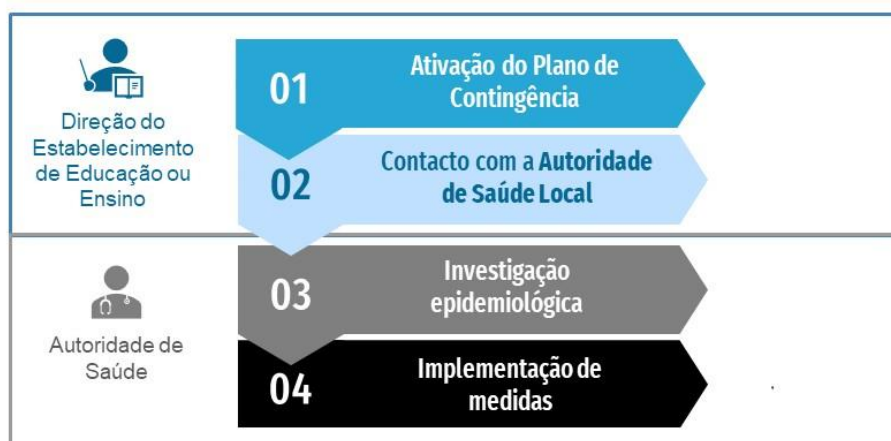 Direção do
Estabelecimento
de Educação ou
Ensino
01
Ativação do Plano de
Contingência
02
Contacto com a Autoridade
de Saúde Local
Autoridade de
Saúde
03
Investigação
epidemiológica
04
Implementação de
medidas
.